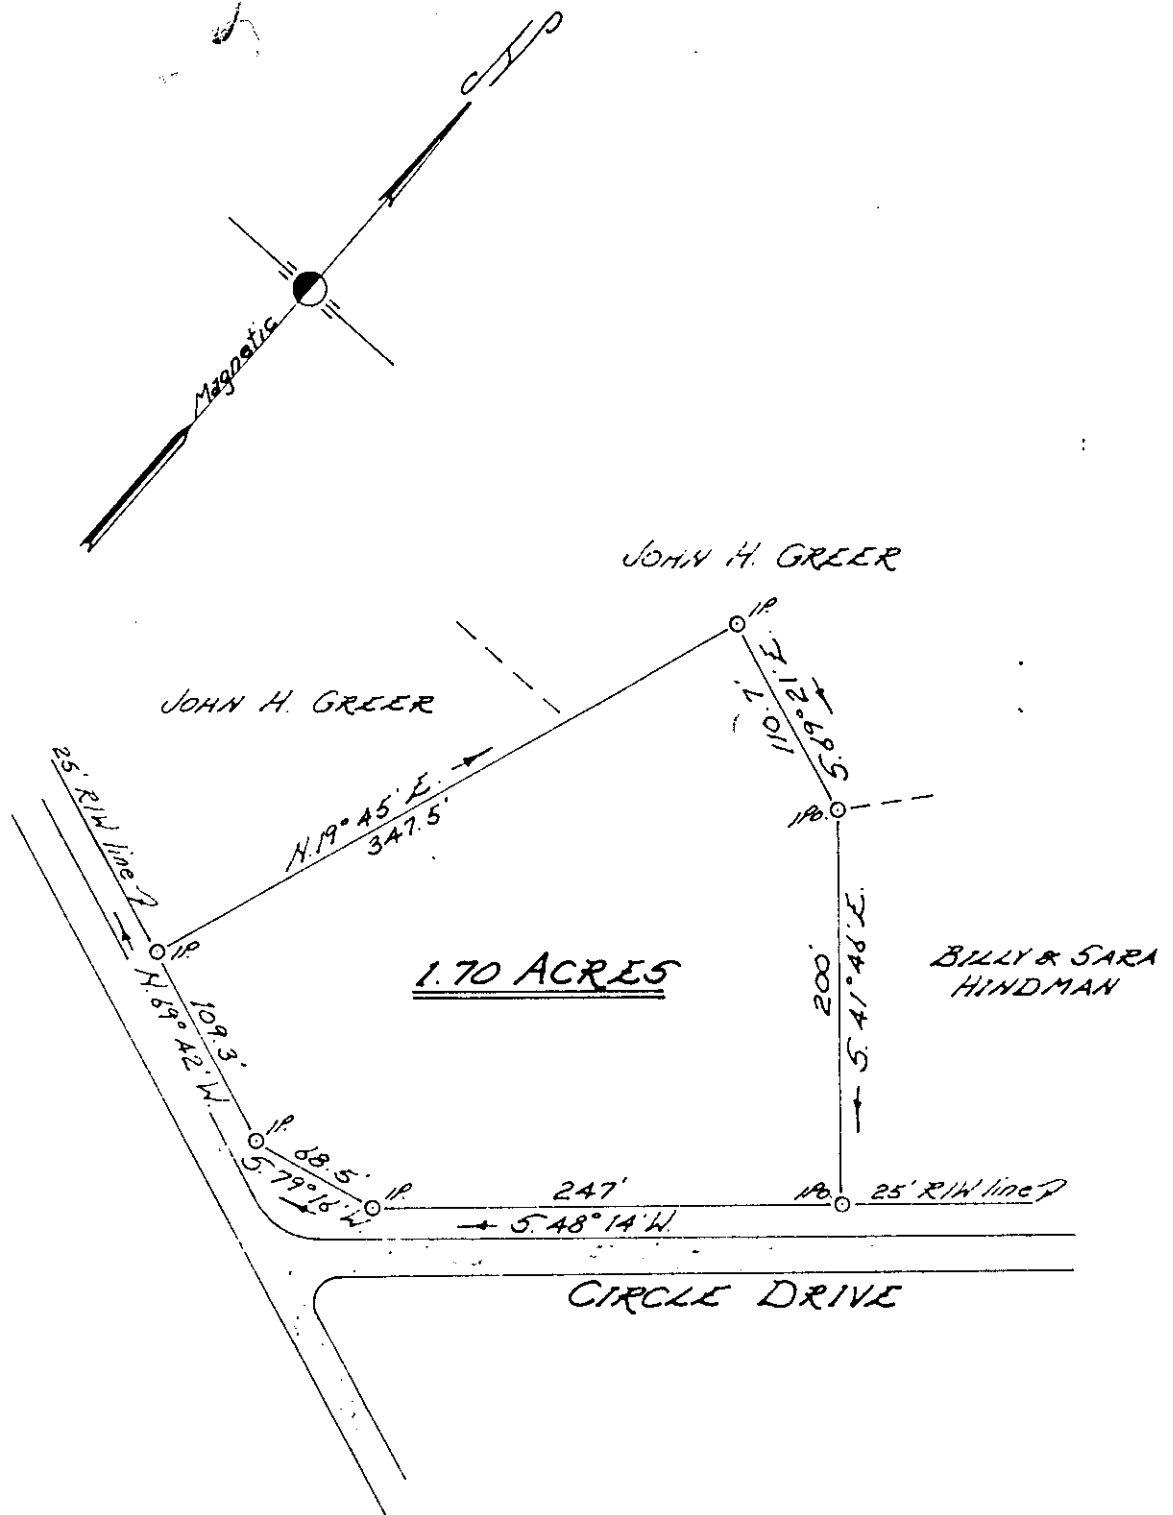 Magnetic
JOHN H. GREER
JOHN H. GREER
I.P.
S. 69° 21' E.
110.7'
25' R/W line
N. 19° 45' E.
347.5'
I.P.O.
I.P.
1.70 ACRES
200'
S. 41° 46' E.
BILLY & SARA
HINDMAN
109.3'
N. 69° 42' W.
I.P.
68.5'
S. 79° 16' W.
I.P.
247'
S. 48° 14' W.
I.P.O.
25' R/W line
CIRCLE DRIVE